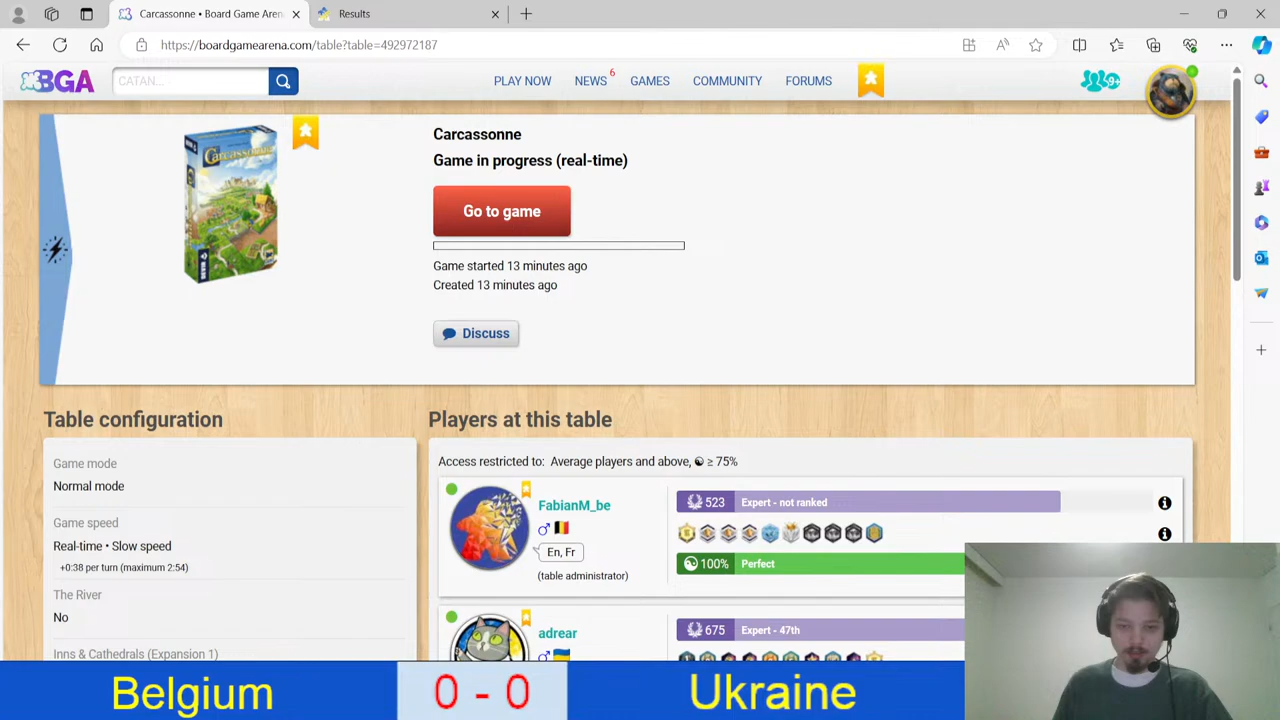 Carcassonne • Board Game Aren
Results
https://boardgamearena.com/table?table=492972187
BGA
CATAN...
PLAY NOW
NEWS 6
GAMES
COMMUNITY
FORUMS
9+
Carcassonne
Carcassonne
Game in progress (real-time)
Go to game
Game started 13 minutes ago
Created 13 minutes ago
Discuss
Table configuration
Game mode
Normal mode
Game speed
Real-time • Slow speed
+0:38 per turn (maximum 2:54)
The River
No
Inns & Cathedrals (Expansion 1)
Players at this table
Access restricted to: Average players and above, ≥ 75%
FabianM_be
En, Fr
(table administrator)
523 Expert - not ranked
100% Perfect
adrear
675 Expert - 47th
Belgium 0 - 0 Ukraine